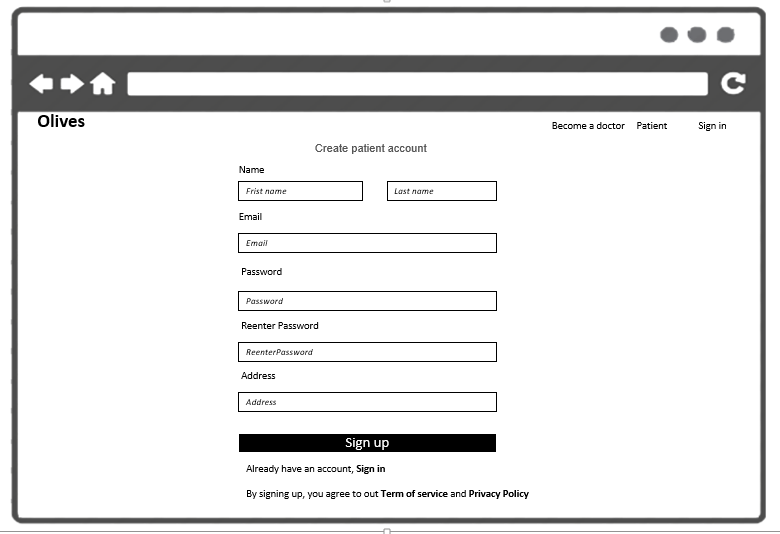 Olives
Become a doctor Patient Sign in
Create patient account
Name
Frist name Last name
Email
Email
Password
Password
Reenter Password
ReenterPassword
Address
Address
Sign up
Already have an account, Sign in
By signing up, you agree to out Term of service and Privacy Policy